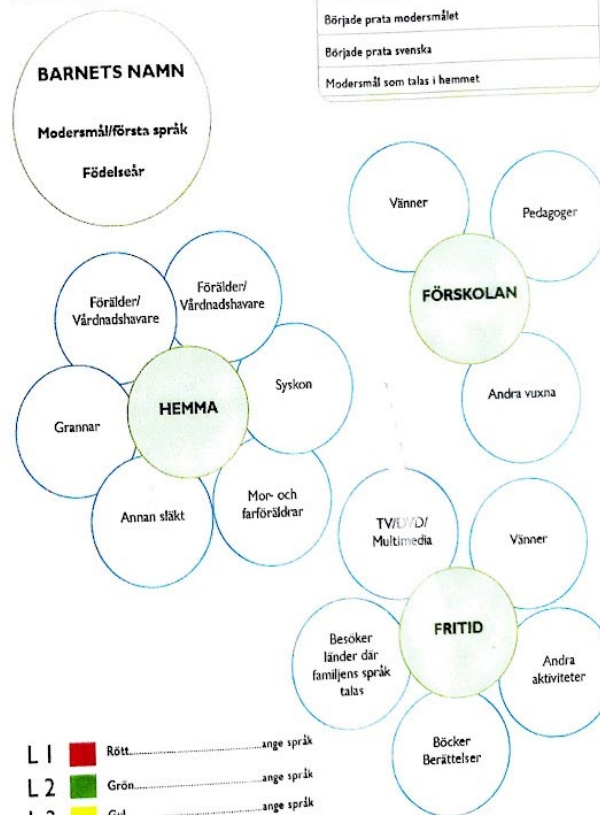 Började prata modersmålet
Började prata svenska
Modersmål som talas i hemmet
BARNETS NAMN
Modersmål/första språk
Födelseår
Vänner
Pedagoger
FÖRSKOLAN
Andra vuxna
Förälder/
Vårdnadshavare
Förälder/
Vårdnadshavare
Syskon
HEMMA
Grannar
Annan släkt
Mor- och
farföräldrar
TV/DVD/
Multimedia
Vänner
FRITID
Besöker
länder där
familjens språk
talas
Andra
aktiviteter
Böcker
Berättelser
L 1 Rött...............................ange språk
L 2 Grön...............................ange språk
L 3 Gul...............................ange språk